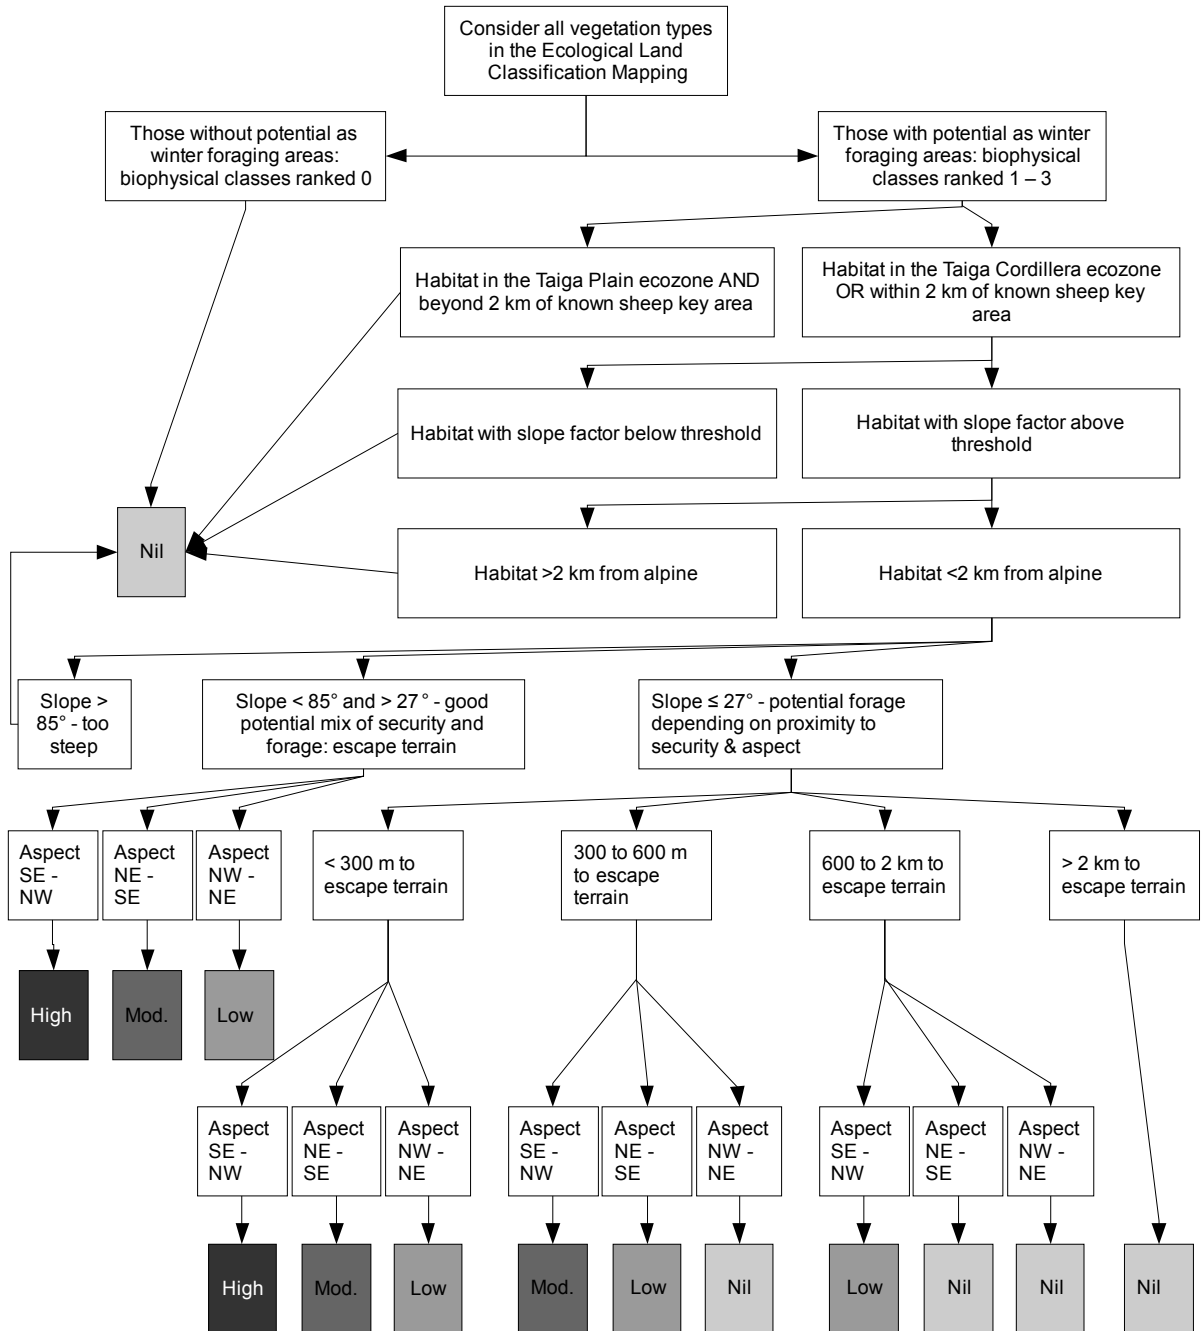 Consider all vegetation types
in the Ecological Land
Classification Mapping
Those without potential as
winter foraging areas:
biophysical classes ranked 0
Those with potential as winter
foraging areas: biophysical
classes ranked 1 – 3
Habitat in the Taiga Plain ecozone AND
beyond 2 km of known sheep key area
Habitat in the Taiga Cordillera ecozone
OR within 2 km of known sheep key
area
Habitat with slope factor below threshold
Habitat with slope factor above
threshold
Nil
Habitat >2 km from alpine
Habitat <2 km from alpine
Slope >
85° - too
steep
Slope < 85° and > 27° - good
potential mix of security and
forage: escape terrain
Slope ≤ 27° - potential forage
depending on proximity to
security & aspect
Aspect
SE -
NW
Aspect
NE -
SE
Aspect
NW -
NE
< 300 m to
escape terrain
300 to 600 m
to escape
terrain
600 to 2 km to
escape terrain
> 2 km to
escape terrain
High
Mod.
Low
Aspect
SE -
NW
Aspect
NE -
SE
Aspect
NW -
NE
Aspect
SE -
NW
Aspect
NE -
SE
Aspect
NW -
NE
Aspect
SE -
NW
Aspect
NE -
SE
Aspect
NW -
NE
High
Mod.
Low
Mod.
Low
Nil
Low
Nil
Nil
Nil